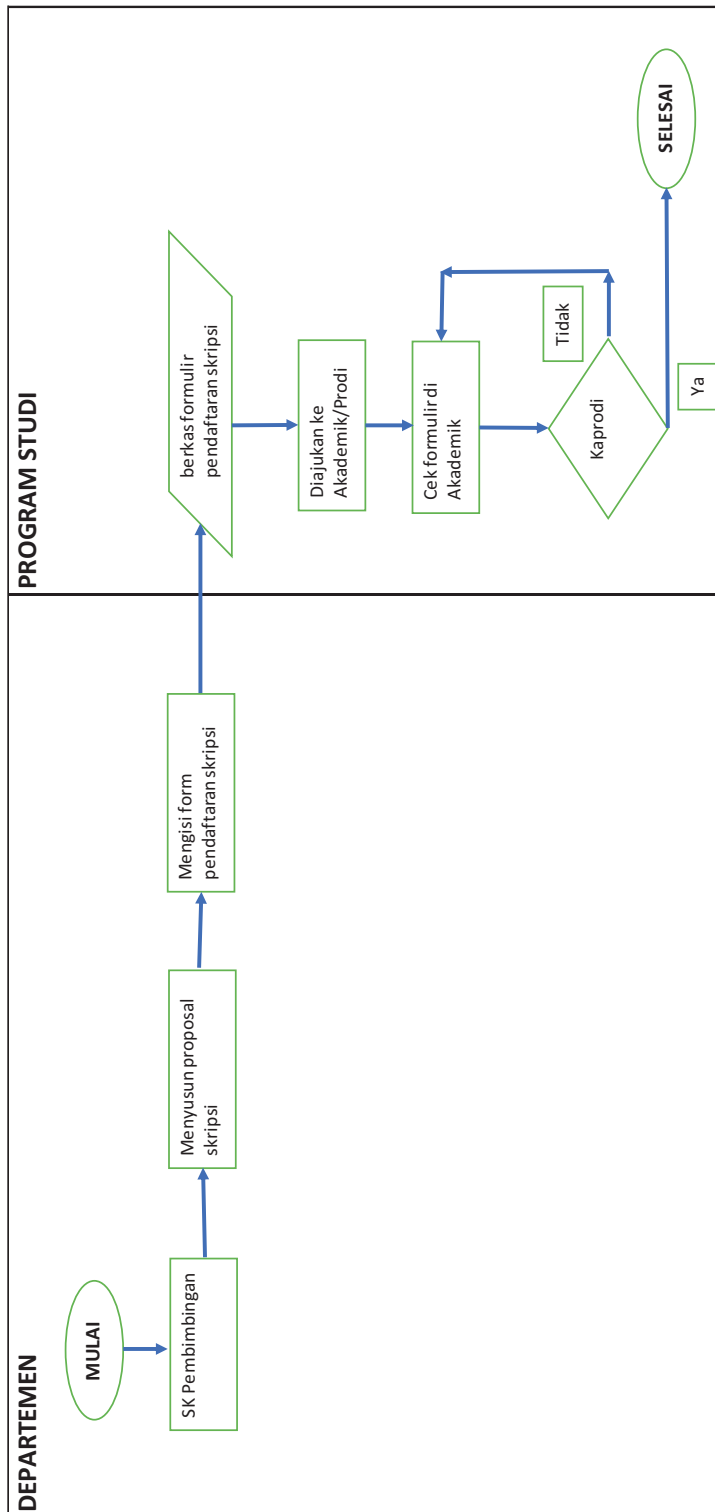 DEPARTEMEN
MULAI
SK Pembimbingan
Menyusun proposal
skripsi
Mengisi form
pendaftaran skripsi
PROGRAM STUDI
berkas formulir
pendaftaran skripsi
Diajukan ke
Akademik/Prodi
Cek formulir di
Akademik
Kaprodi
Tidak
Ya
SELESAI